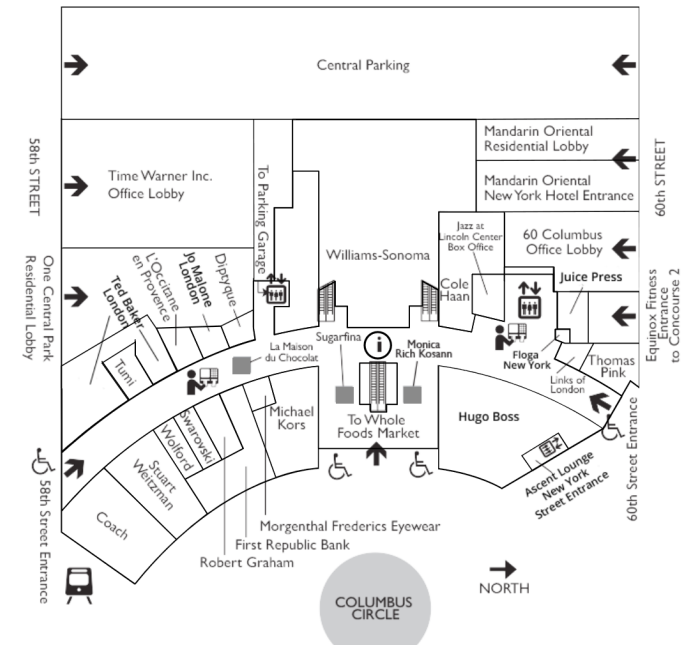 Central Parking
58th STREET
Time Warner Inc.
Office Lobby
To Parking Garage
Mandarin Oriental
Residential Lobby
Mandarin Oriental
New York Hotel Entrance
60th STREET
Jazz at
Lincoln Center
Box Office
60 Columbus
Office Lobby
Williams-Sonoma
Cole
Haan
Juice Press
One Central Park
Residential Lobby
Ted Baker
London
L'Occitane
en Provence
Jo Malone
London
Diptyque
Equinox Fitness
Entrance
to Concourse 2
Tumi
La Maison
du Chocolat
Sugarfina
i
Monica
Rich Kosann
Floga
New York
Links of
London
Thomas
Pink
Swarovski
Wolford
Michael
Kors
To Whole
Foods Market
Hugo Boss
Stuart
Weitzman
Coach
58th Street Entrance
60th Street Entrance
Ascent Lounge
New York
Street Entrance
Morgenthal Frederics Eyewear
First Republic Bank
Robert Graham
NORTH
COLUMBUS
CIRCLE